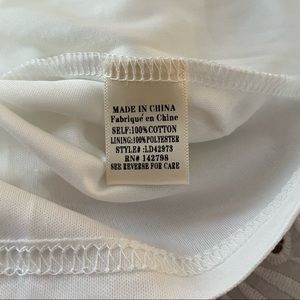 MADE IN CHINA
Fabriqué en Chine
SELF:100%COTTON
LINING:100%POLYESTER
STYLE# :LD42973
RN# 142798
SEE REVERSE FOR CARE